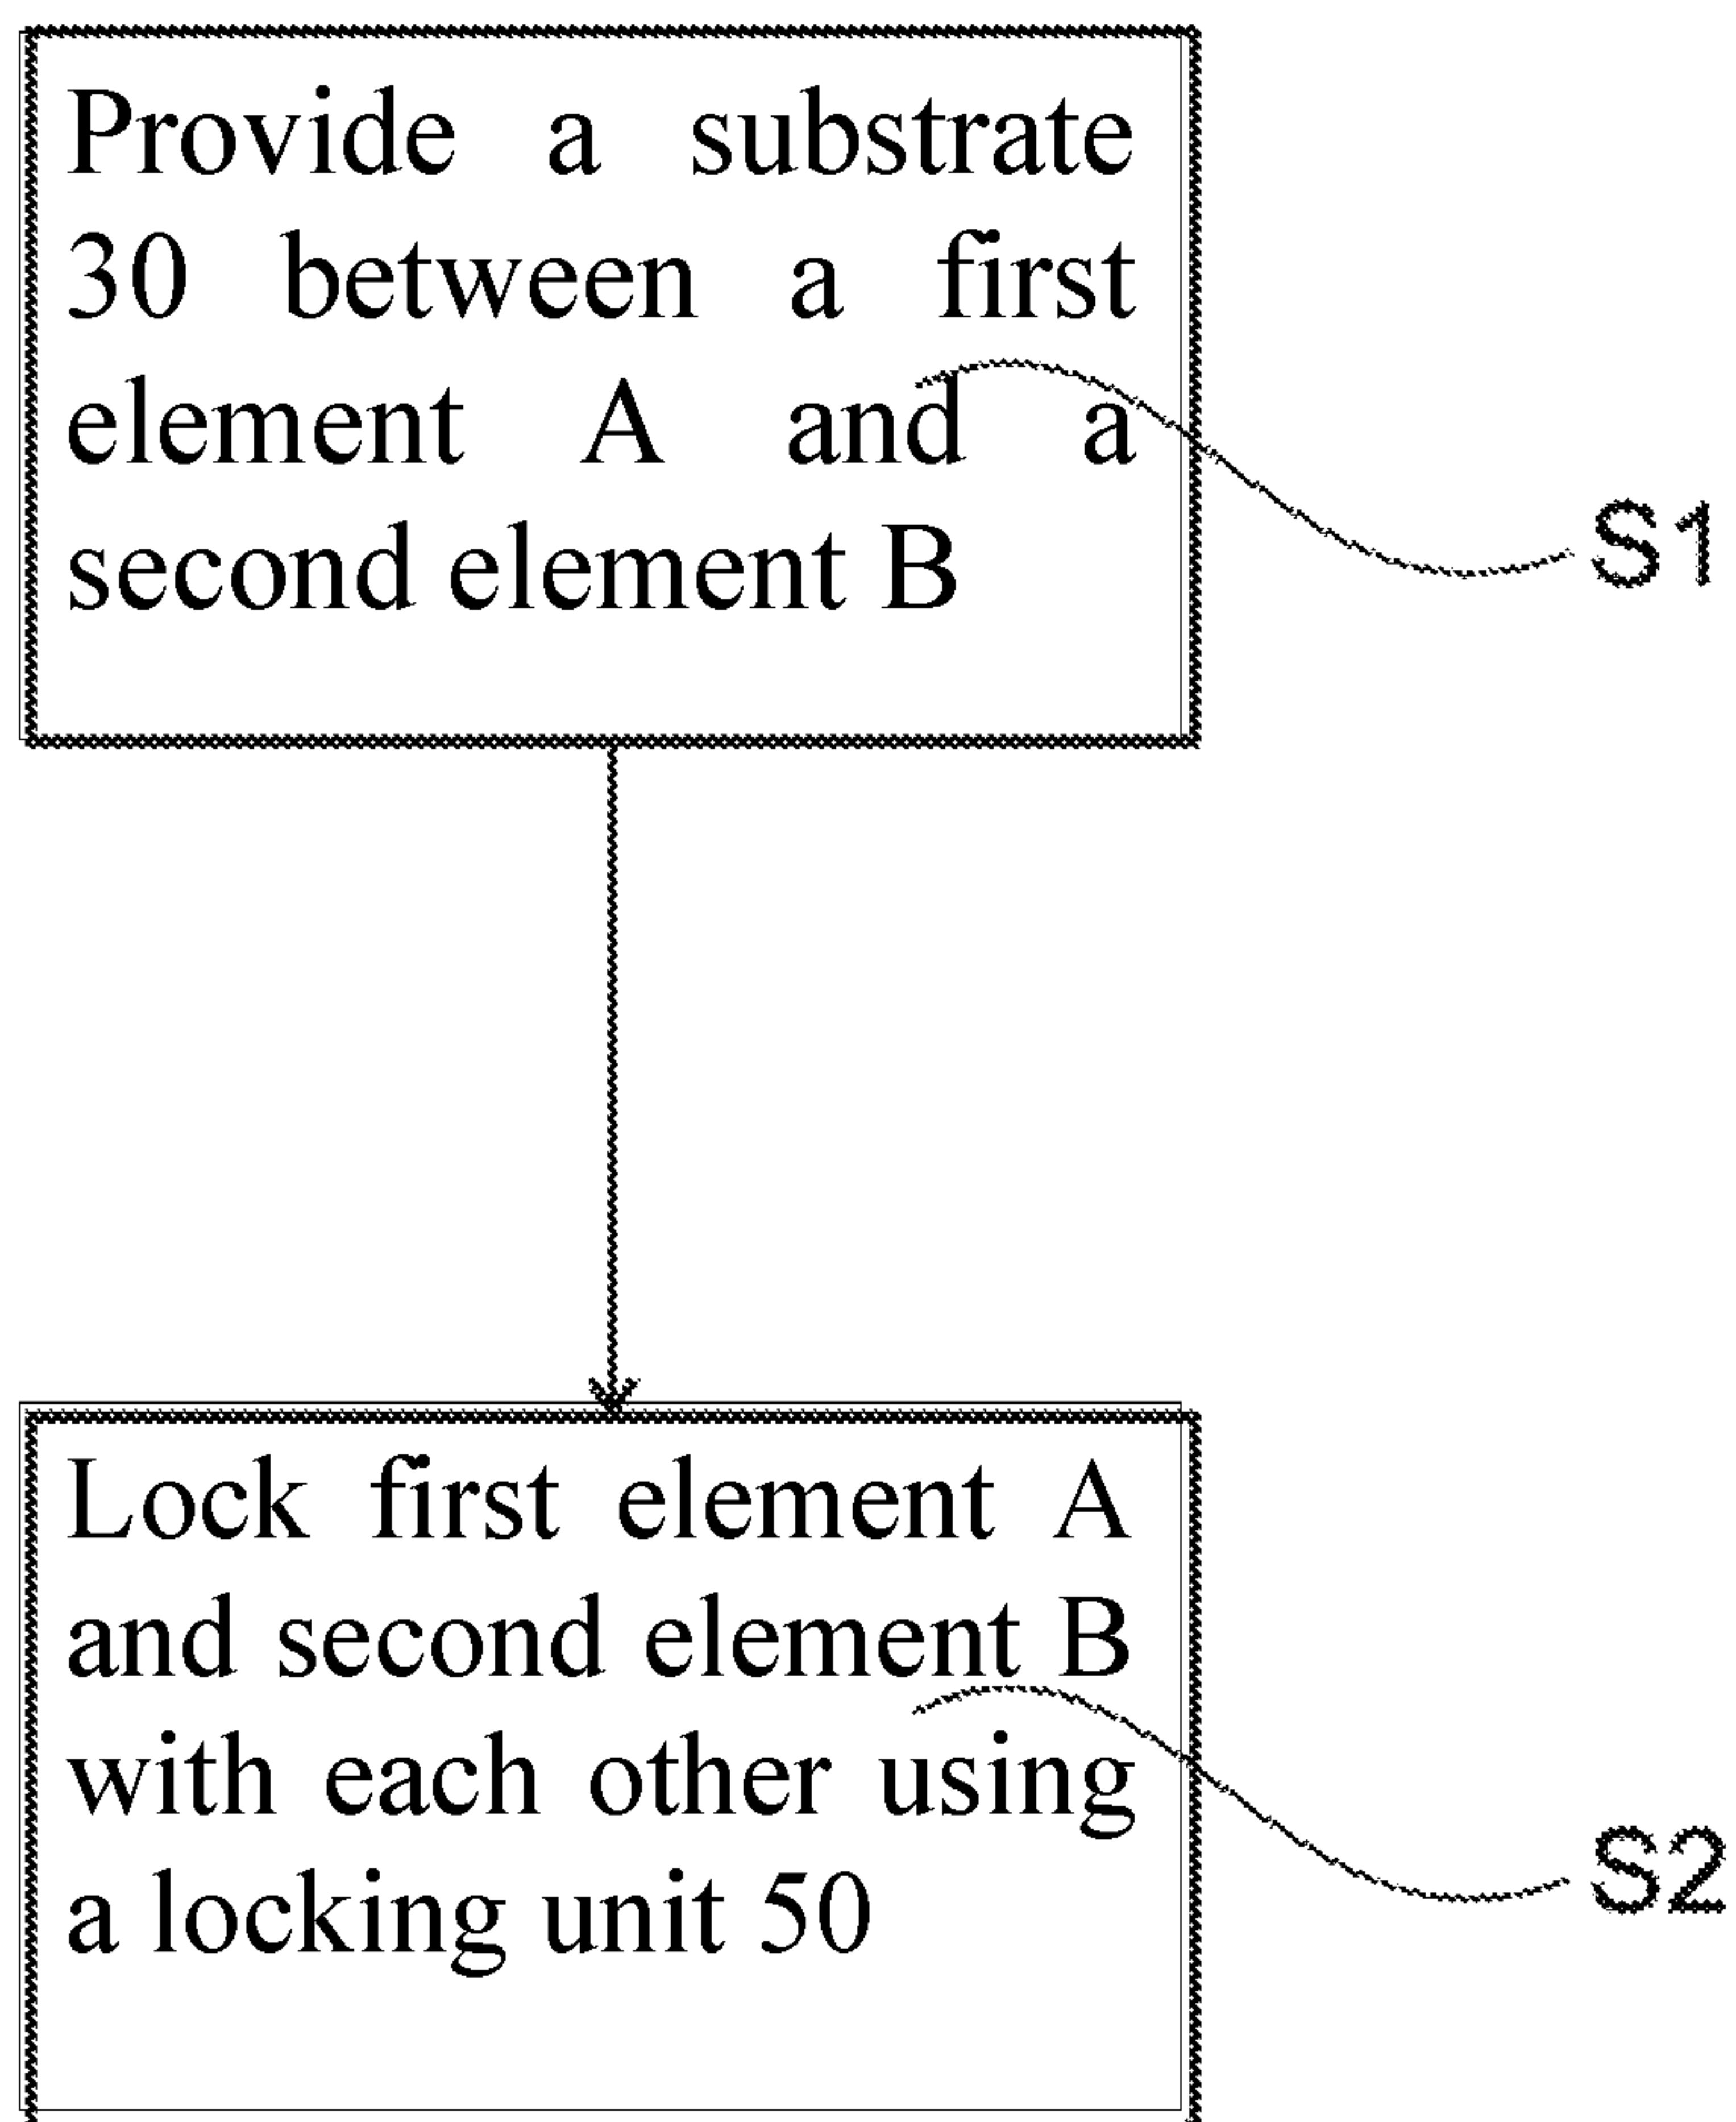 Provide a substrate
30 between a first
element A and a
second element B
S1
Lock first element A
and second element B
with each other using
a locking unit 50
S2